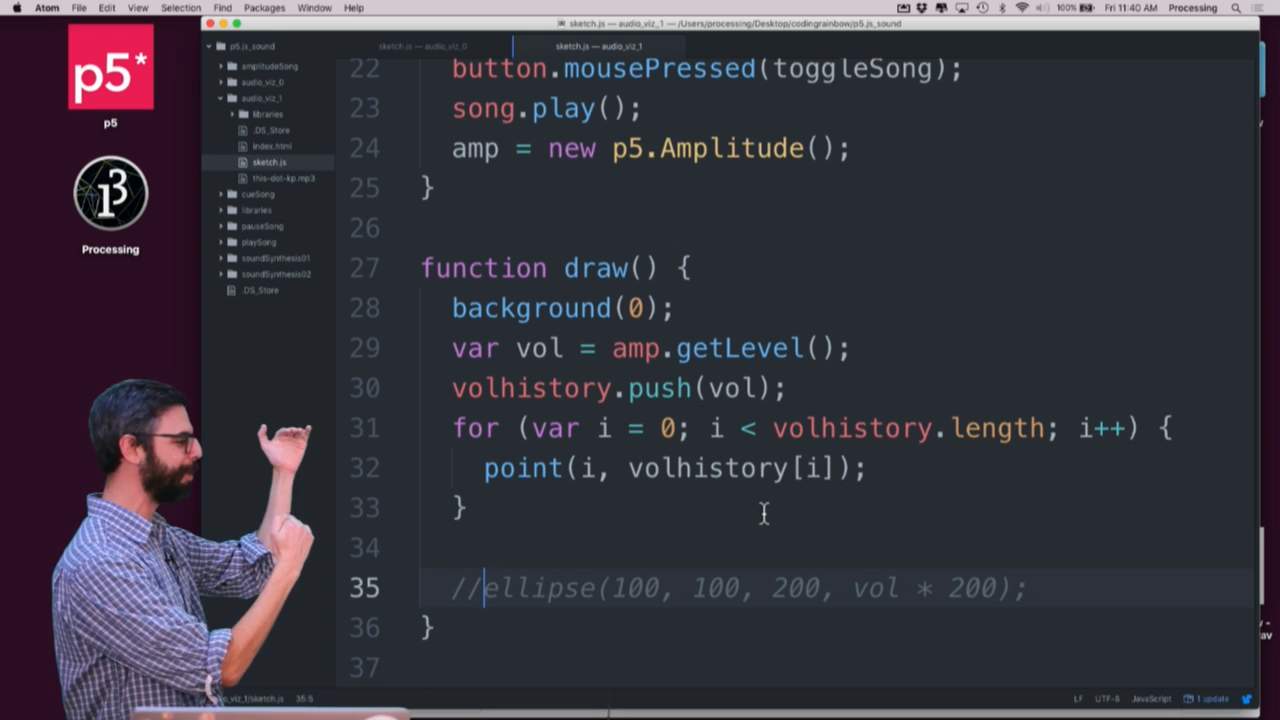 Atom File Edit View Selection Find Packages Window Help
100% Fri 11:40 AM Processing
sketch.js — audio_viz_1 — /Users/processing/Desktop/codingrainbow/p5.js_sound
p5.js_sound
sketch.js — audio_viz_0
sketch.js — audio_viz_1
amplitudeSong
audio_viz_0
audio_viz_1
libraries
.DS_Store
index.html
sketch.js
this-dot-kp.mp3
cueSong
libraries
pauseSong
playSong
soundSynthesis01
soundSynthesis02
.DS_Store
p5*
p5
Processing
22 button.mousePressed(toggleSong);
23 song.play();
24 amp = new p5.Amplitude();
25 }
26
27 function draw() {
28 background(0);
29 var vol = amp.getLevel();
30 volhistory.push(vol);
31 for (var i = 0; i < volhistory.length; i++) {
32 point(i, volhistory[i]);
33 }
34
35 //ellipse(100, 100, 200, vol * 200);
36 }
37
35:5
LF UTF-8 JavaScript 1 update